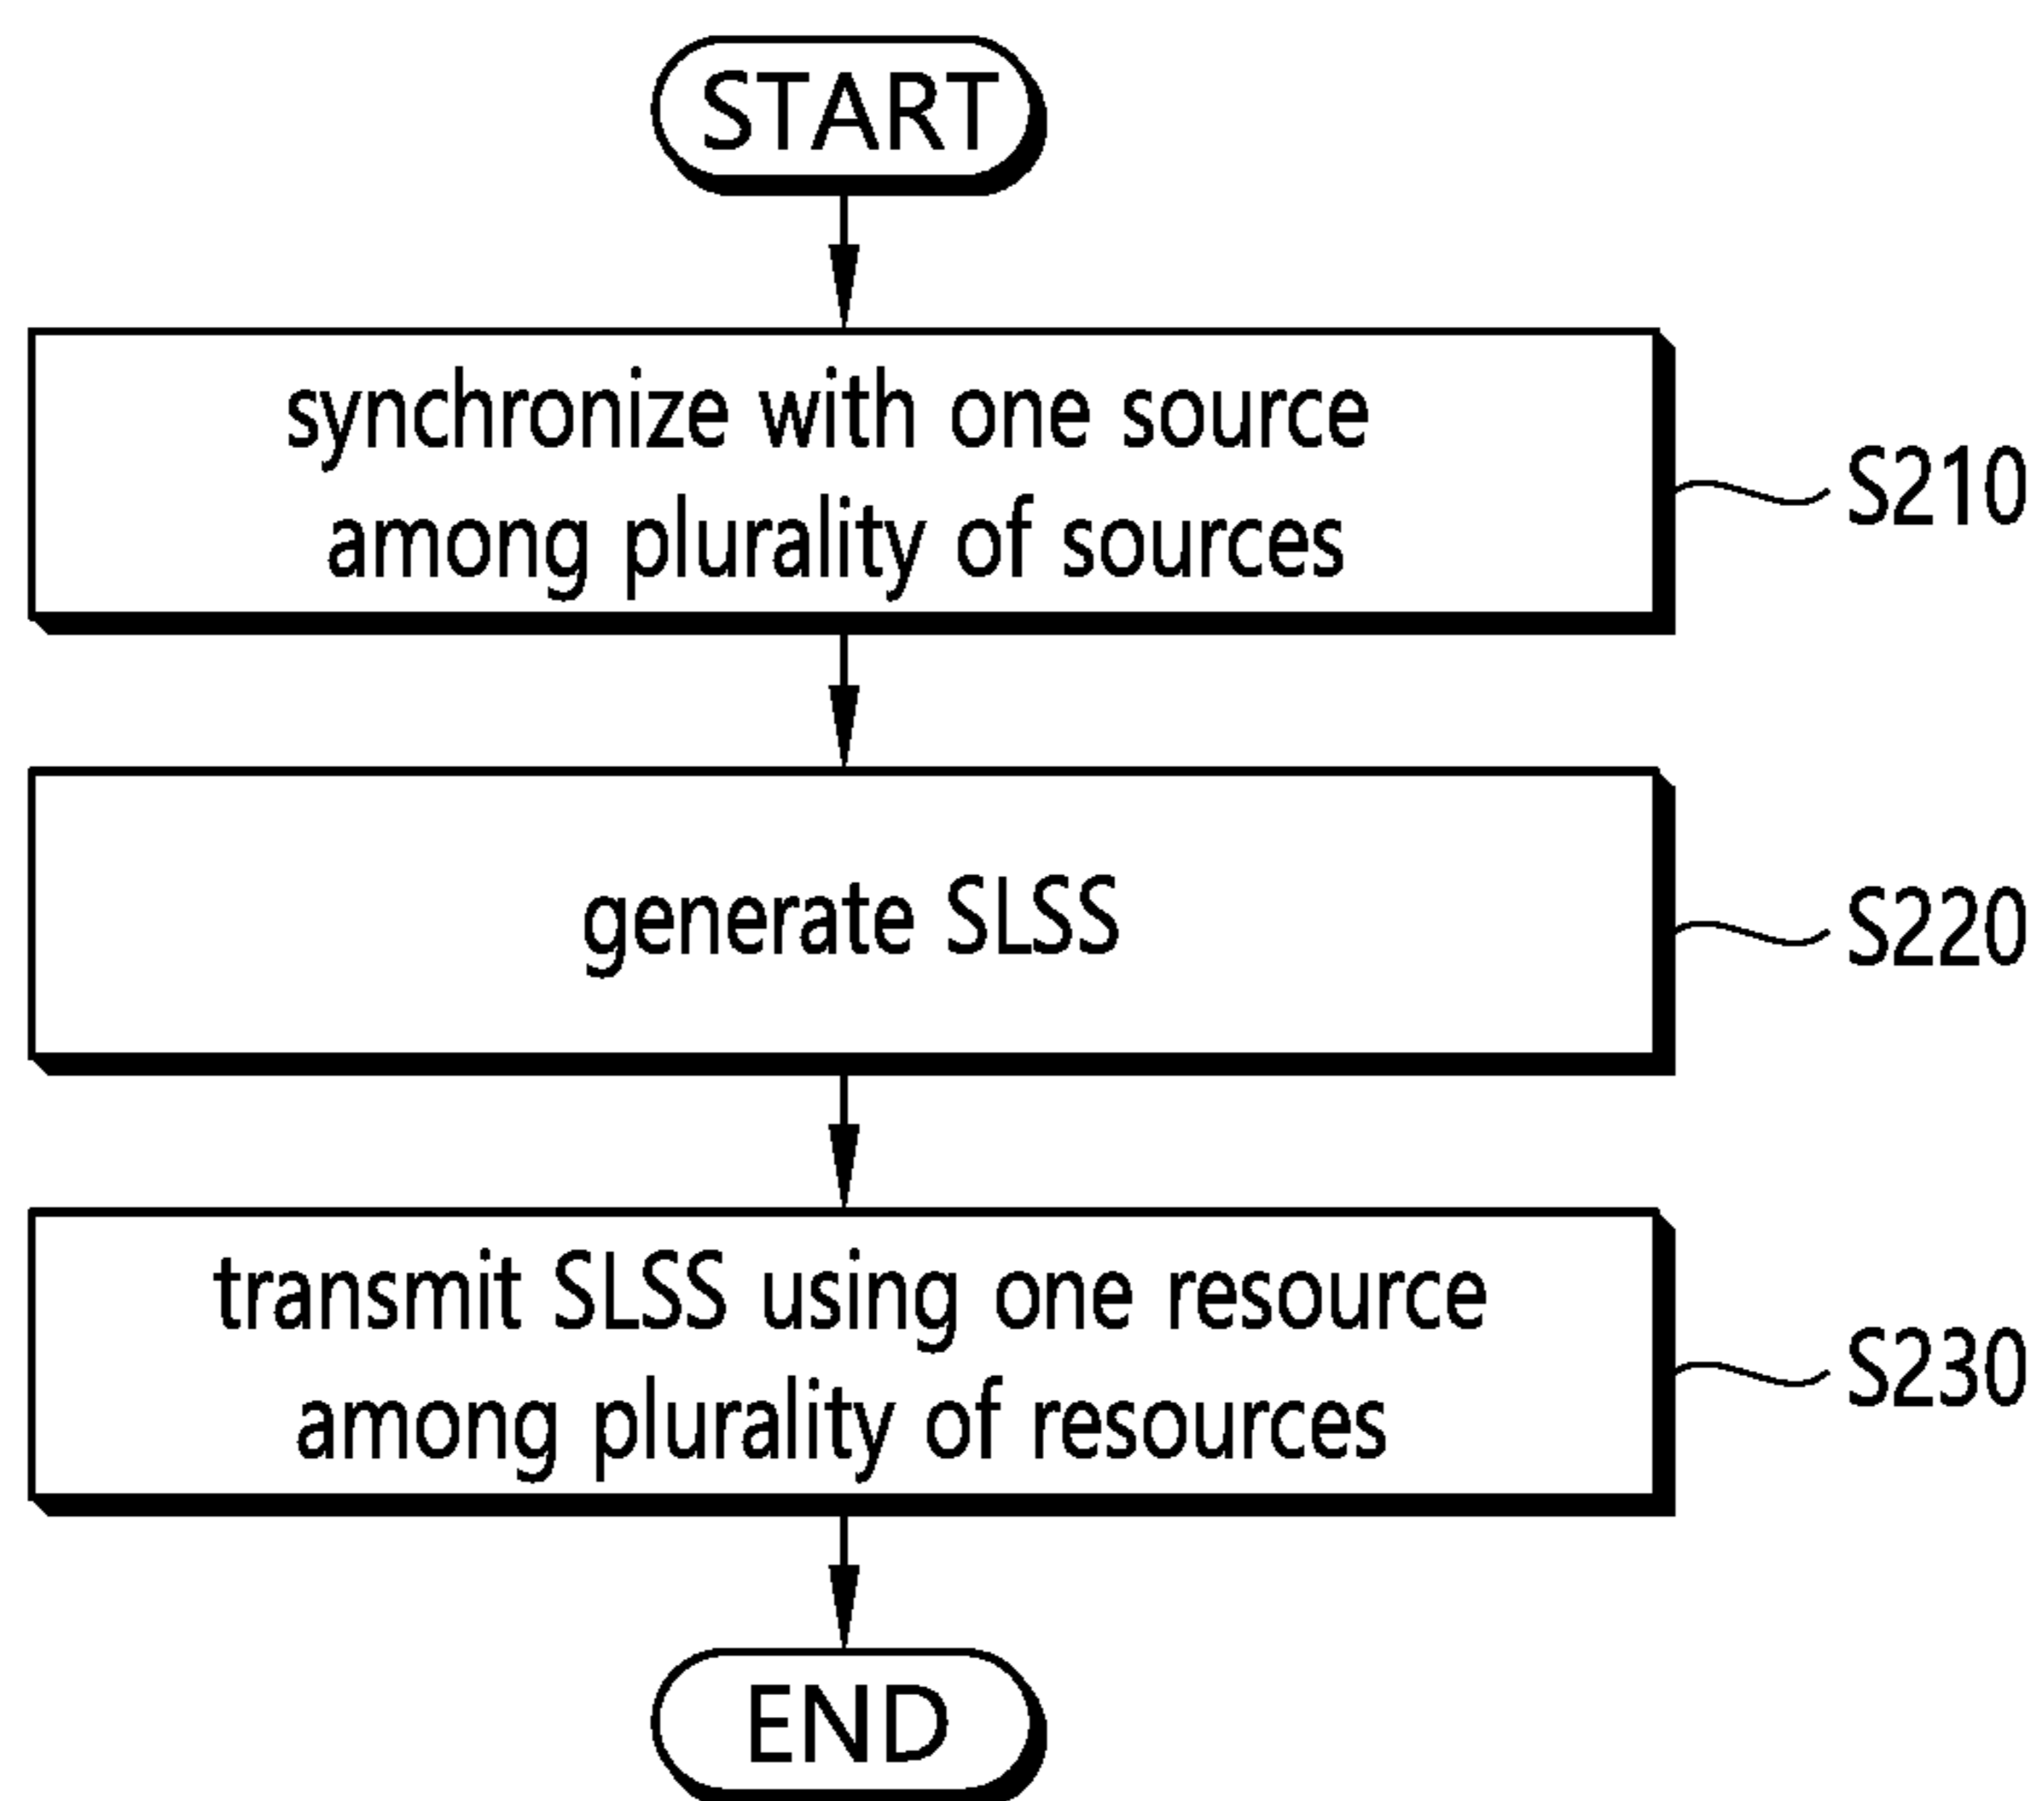 START
synchronize with one source
among plurality of sources
S210
generate SLSS
S220
transmit SLSS using one resource
among plurality of resources
S230
END